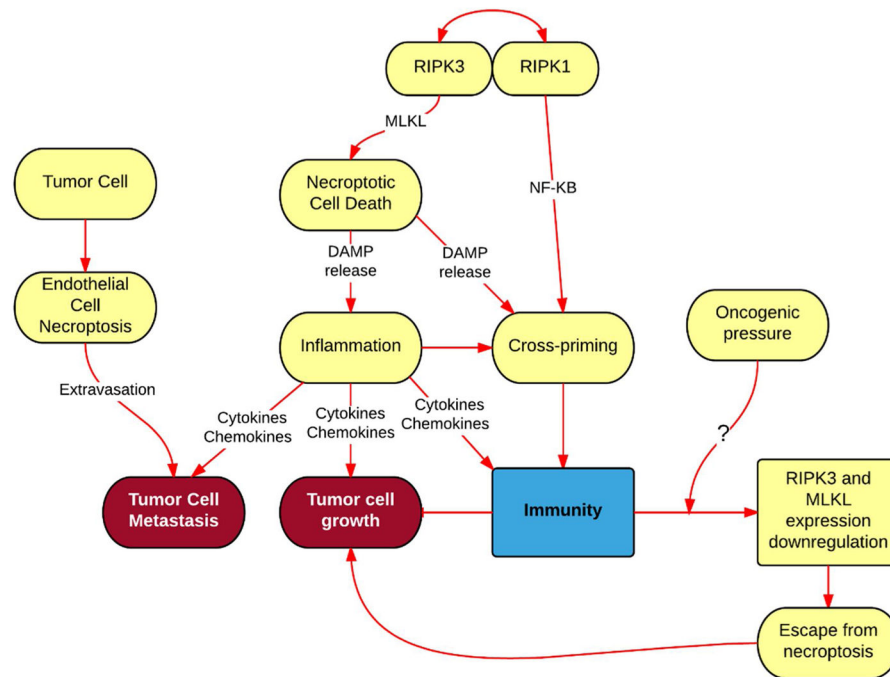 RIPK3
RIPK1
MLKL
Tumor Cell
Necroptotic
Cell Death
NF-KB
DAMP
release
DAMP
release
Endothelial
Cell
Necroptosis
Inflammation
Cross-priming
Oncogenic
pressure
Extravasation
Cytokines
Chemokines
Cytokines
Chemokines
Cytokines
Chemokines
?
Tumor Cell
Metastasis
Tumor cell
growth
Immunity
RIPK3 and
MLKL
expression
downregulation
Escape from
necroptosis